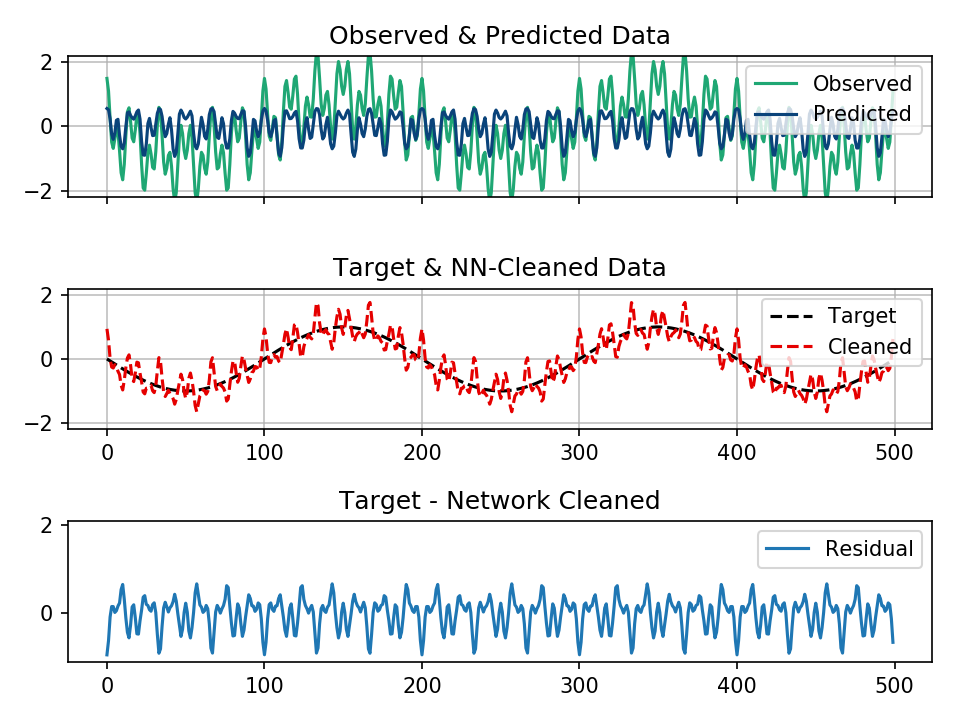 Observed & Predicted Data
2
0
−2
Observed
Predicted
Target & NN-Cleaned Data
2
0
−2
Target
Cleaned
0 100 200 300 400 500
Target - Network Cleaned
2
0
Residual
0 100 200 300 400 500